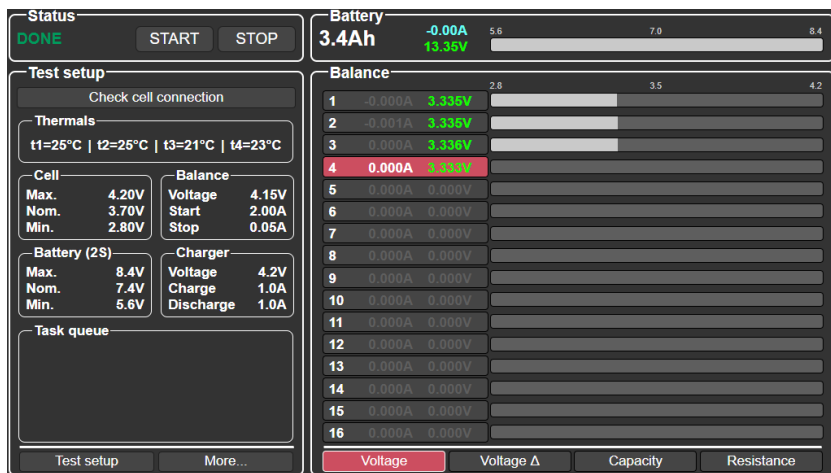 Status
DONE START STOP
Test setup
Check cell connection
Thermals
t1=25°C | t2=25°C | t3=21°C | t4=23°C
Cell
Max. 4.20V
Nom. 3.70V
Min. 2.80V
Balance
Voltage 4.15V
Start 2.00A
Stop 0.05A
Battery (2S)
Max. 8.4V
Nom. 7.4V
Min. 5.6V
Charger
Voltage 4.2V
Charge 1.0A
Discharge 1.0A
Task queue
Test setup More...
Battery
3.4Ah -0.00A 13.35V
5.6 7.0 8.4
Balance
2.8 3.5 4.2
1 -0.000A 3.335V
2 -0.001A 3.335V
3 0.000A 3.336V
4 0.000A 3.333V
5 0.000A 0.000V
6 0.000A 0.000V
7 0.000A 0.000V
8 0.000A 0.000V
9 0.000A 0.000V
10 0.000A 0.000V
11 0.000A 0.000V
12 0.000A 0.000V
13 0.000A 0.000V
14 0.000A 0.000V
15 0.000A 0.000V
16 0.000A 0.000V
Voltage Voltage Δ Capacity Resistance